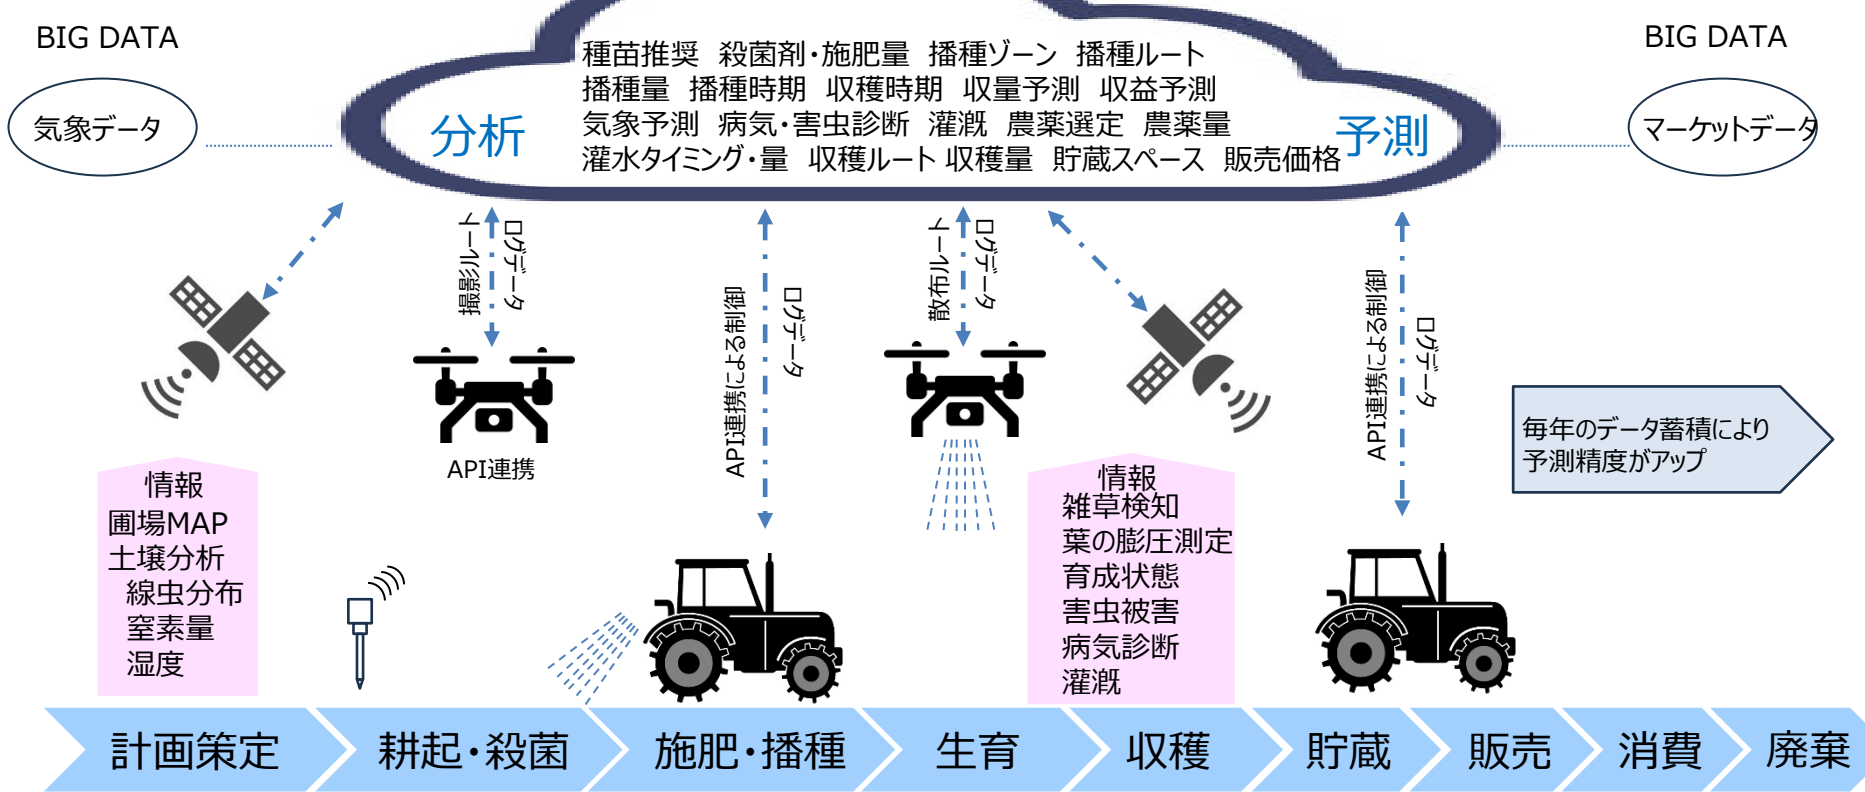 BIG DATA
気象データ
種苗推奨 殺菌剤・施肥量 播種ゾーン 播種ルート
播種量 播種時期 収穫時期 収量予測 収益予測
気象予測 病気・害虫診断 灌漑 農薬選定 農薬量
灌水タイミング・量 収穫ルート 収穫量 貯蔵スペース 販売価格
分析
予測
BIG DATA
マーケットデータ
撮影ルート
ログデータ
API連携
API連携による制御
ログデータ
散布ルート
ログデータ
API連携による制御
ログデータ
毎年のデータ蓄積により
予測精度がアップ
情報
圃場MAP
土壌分析
線虫分布
窒素量
湿度
情報
雑草検知
葉の膨圧測定
育成状態
害虫被害
病気診断
灌漑
計画策定
耕起・殺菌
施肥・播種
生育
収穫
貯蔵
販売
消費
廃棄